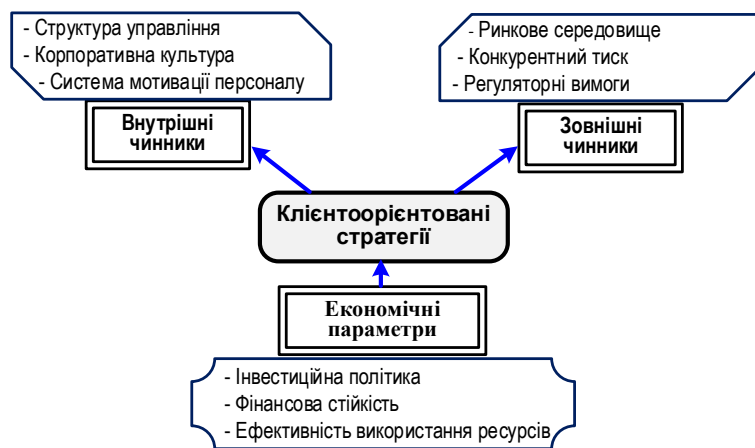 - Структура управління
- Корпоративна культура
- Система мотивації персоналу
Внутрішні
чинники
- Ринкове середовище
- Конкурентний тиск
- Регуляторні вимоги
Зовнішні
чинники
Клієнтоорієнтовані
стратегії
Економічні
параметри
- Інвестиційна політика
- Фінансова стійкість
- Ефективність використання ресурсів